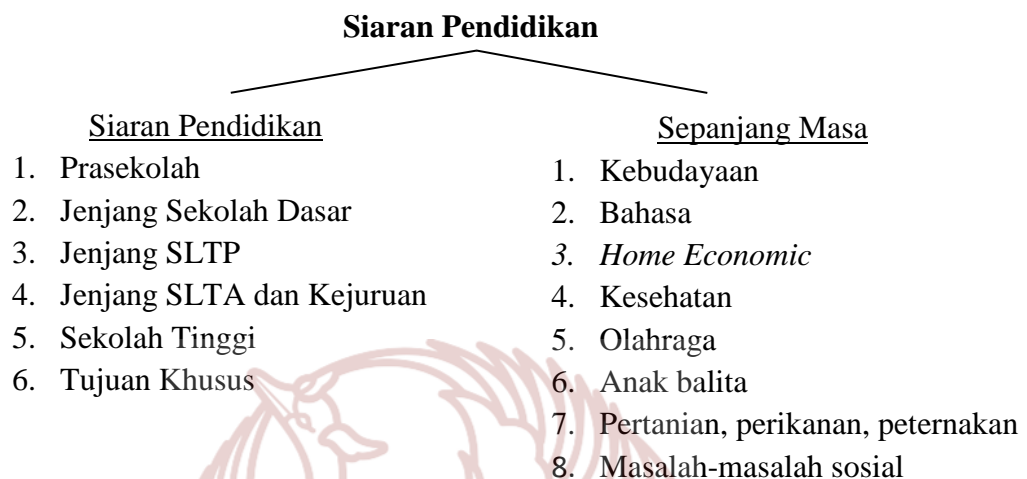 Siaran Pendidikan
Siaran Pendidikan
1. Prasekolah
2. Jenjang Sekolah Dasar
3. Jenjang SLTP
4. Jenjang SLTA dan Kejuruan
5. Sekolah Tinggi
6. Tujuan Khusus
Sepanjang Masa
1. Kebudayaan
2. Bahasa
3. Home Economic
4. Kesehatan
5. Olahraga
6. Anak balita
7. Pertanian, perikanan, peternakan
8. Masalah-masalah sosial